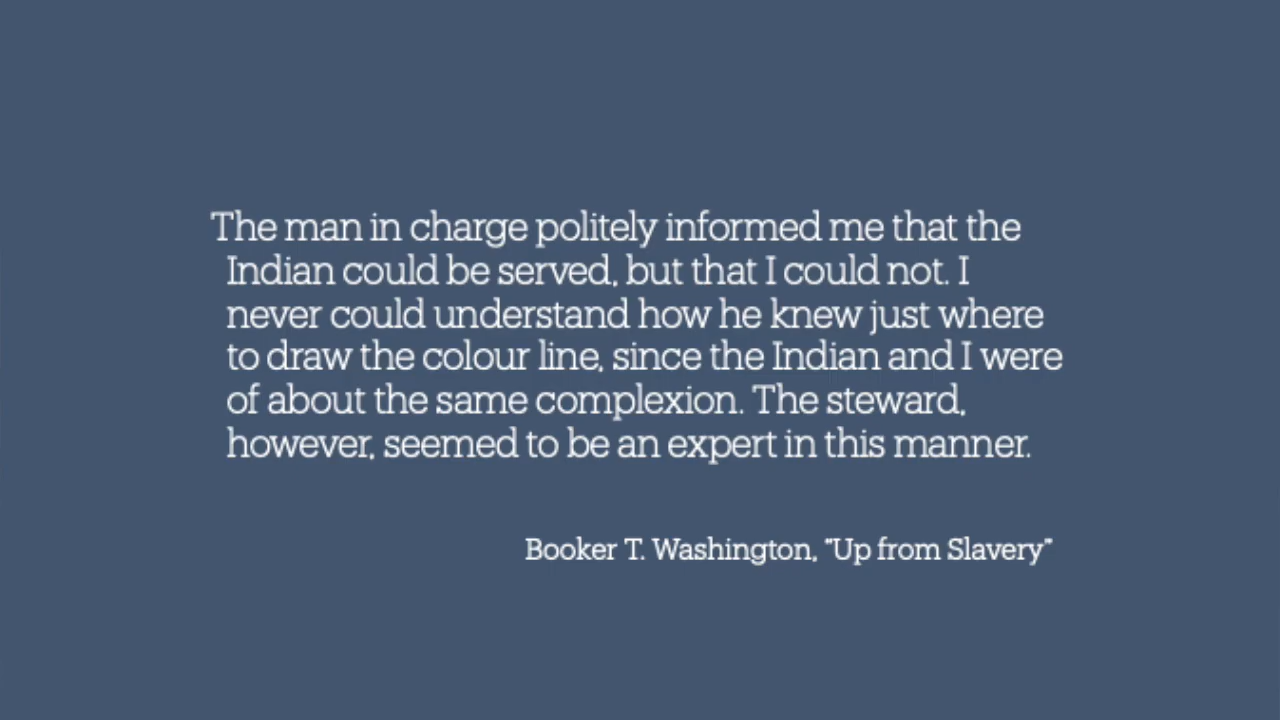 The man in charge politely informed me that the
Indian could be served, but that I could not. I
never could understand how he knew just where
to draw the colour line, since the Indian and I were
of about the same complexion. The steward,
however, seemed to be an expert in this manner.
Booker T. Washington, "Up from Slavery"